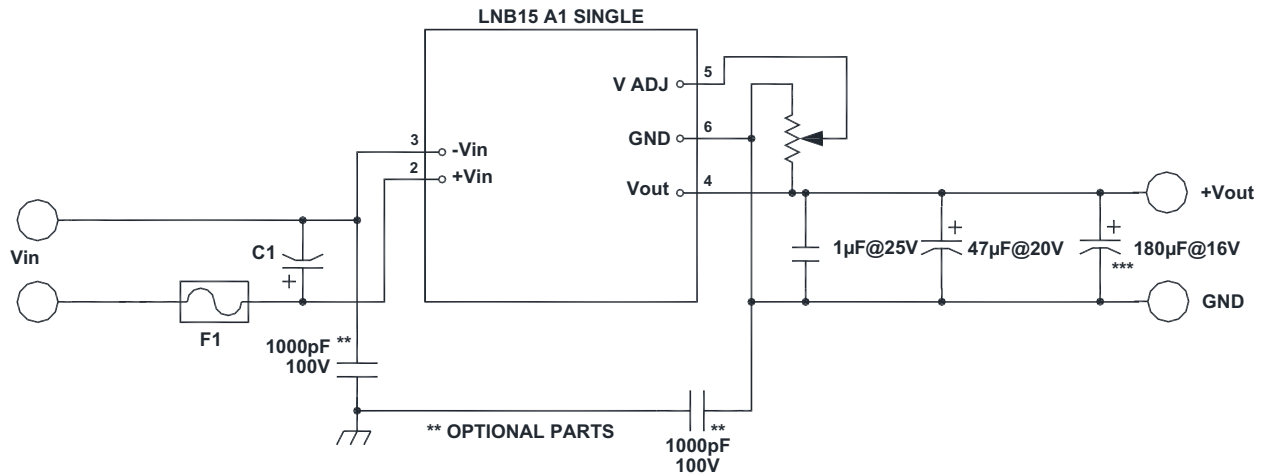 LNB15 A1 SINGLE
V ADJ
5
GND
6
Vout
4
3
-Vin
2
+Vin
Vin
C1
+
F1
1µF@25V
+
47µF@20V
+
180µF@16V
***
+Vout
GND
1000pF **
100V
** OPTIONAL PARTS
**
1000pF
100V